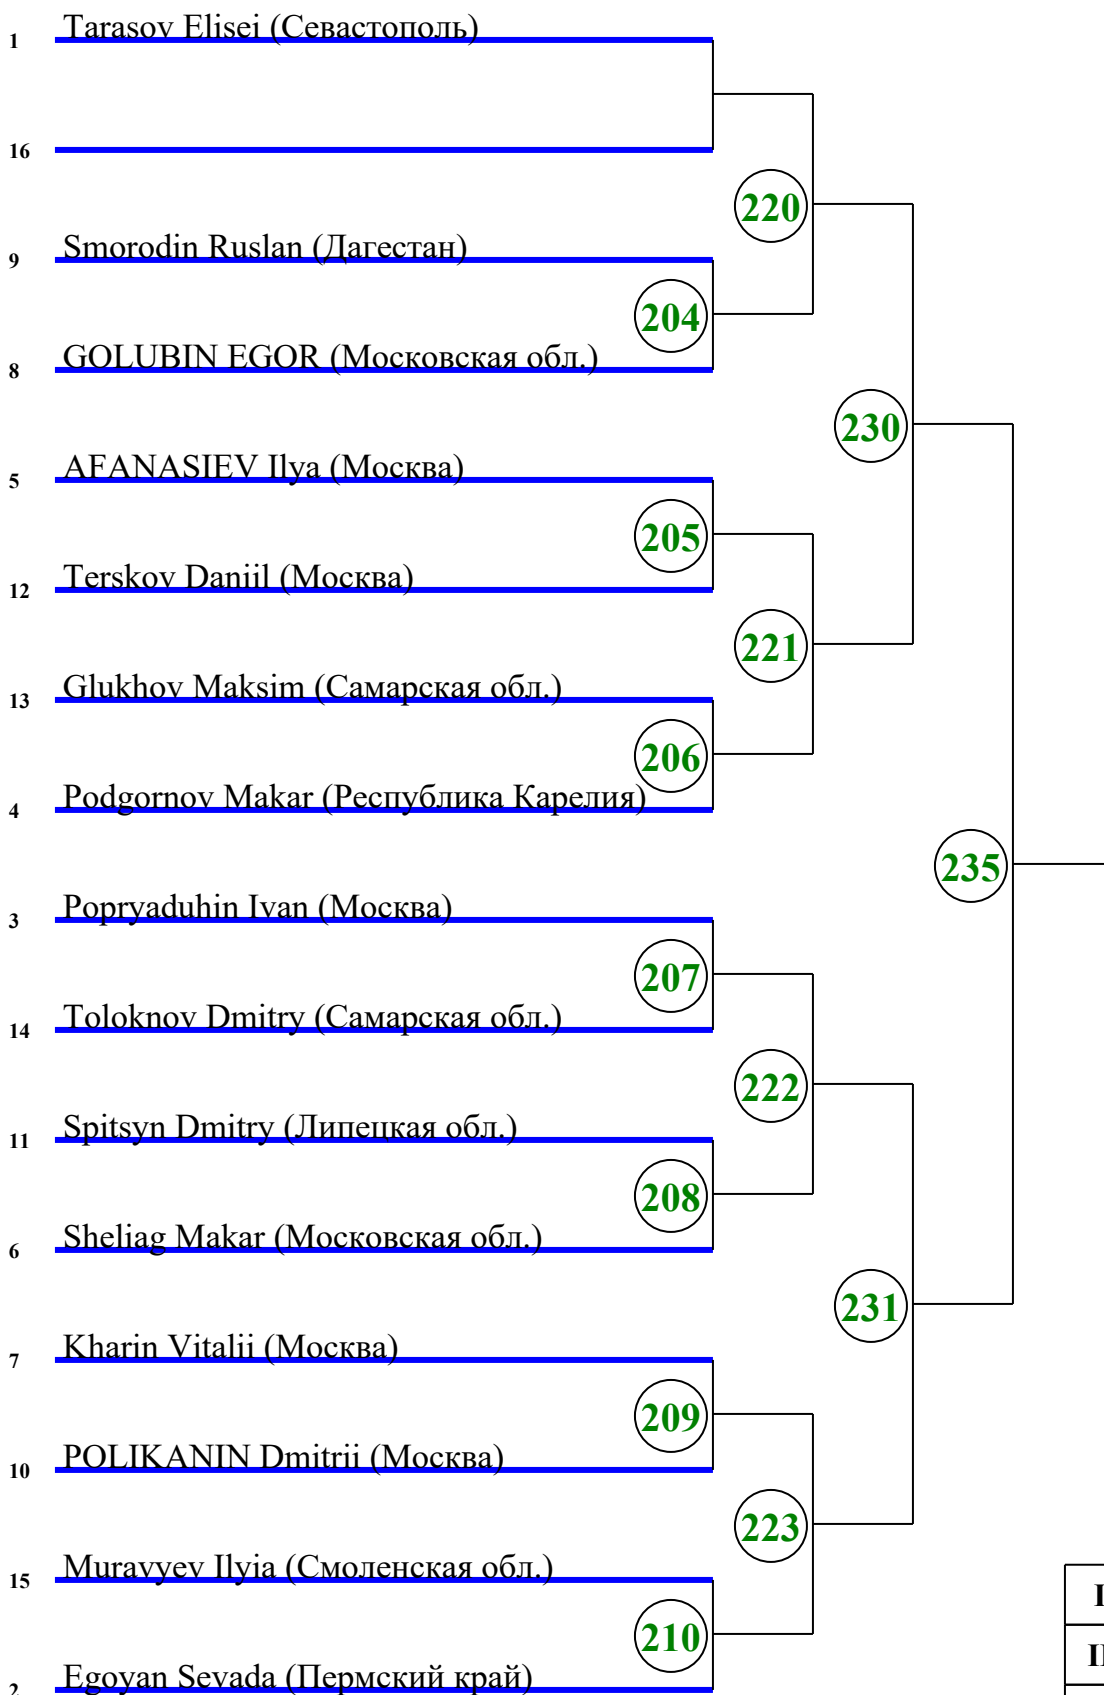 1 Tarasov Elisei (Севастополь)
16
220
9 Smorodin Ruslan (Дагестан)
204
8 GOLUBIN EGOR (Московская обл.)
230
5 AFANASIEV Ilya (Москва)
205
12 Terskov Daniil (Москва)
221
13 Glukhov Maksim (Самарская обл.)
206
4 Podgornov Makar (Республика Карелия)
235
3 Popryaduhin Ivan (Москва)
207
14 Toloknov Dmitry (Самарская обл.)
222
11 Spitsyn Dmitry (Липецкая обл.)
208
6 Sheliag Makar (Московская обл.)
231
7 Kharin Vitalii (Москва)
209
10 POLIKANIN Dmitrii (Москва)
223
15 Muravyev Ilyia (Смоленская обл.)
I
210
II
2 Egoyan Sevada (Пермский край)